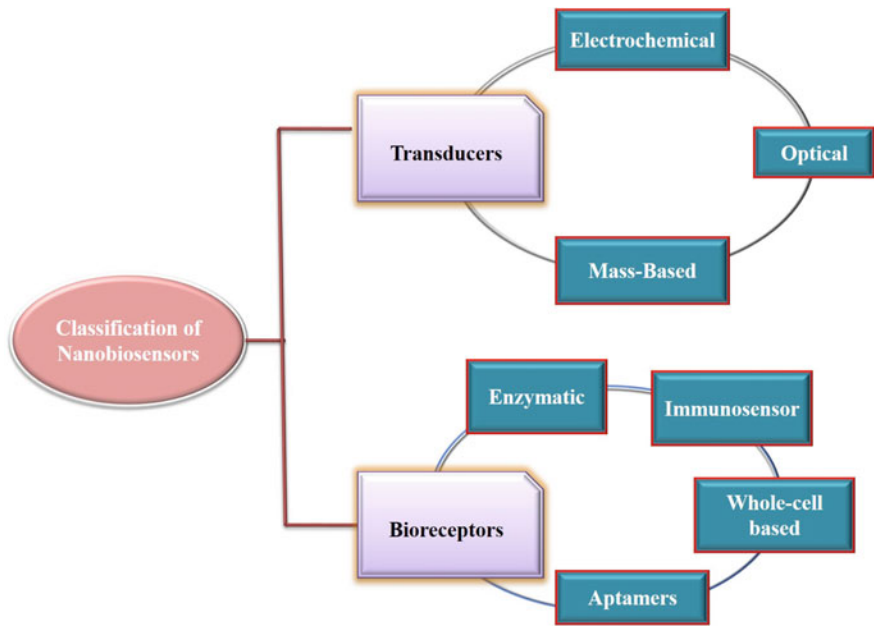 Electrochemical
Transducers
Optical
Mass-Based
Classification of
Nanobiosensors
Enzymatic
Immunosensor
Whole-cell
based
Bioreceptors
Aptamers